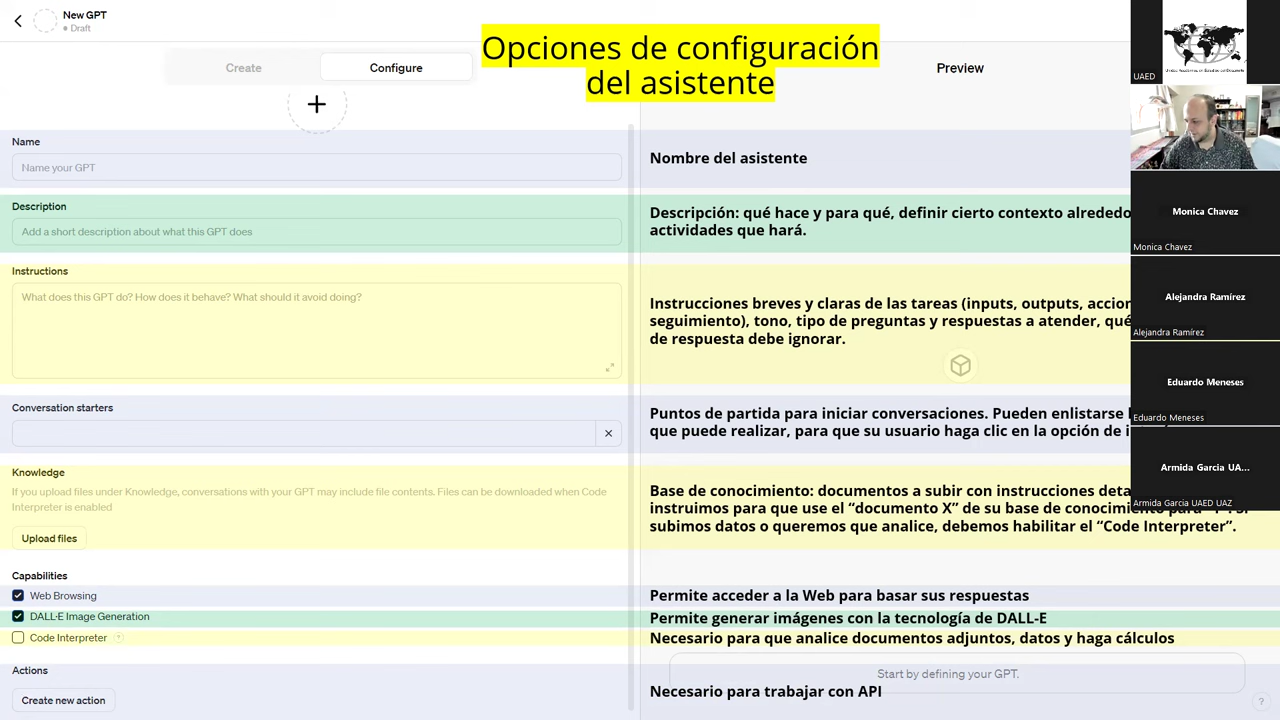 New GPT
Draft
Opciones de configuración
del asistente
Create
Configure
Preview
UAED
Name
Name your GPT
Nombre del asistente
Description
Add a short description about what this GPT does
Descripción: qué hace y para qué, definir cierto contexto alrededo
actividades que hará.
Monica Chavez
Monica Chavez
Instructions
What does this GPT do? How does it behave? What should it avoid doing?
Instrucciones breves y claras de las tareas (inputs, outputs, accion
seguimiento), tono, tipo de preguntas y respuestas a atender, qué
de respuesta debe ignorar.
Alejandra Ramírez
Alejandra Ramírez
Conversation starters
Puntos de partida para iniciar conversaciones. Pueden enlistarse
que puede realizar, para que su usuario haga clic en la opción de i
Eduardo Meneses
Eduardo Meneses
Knowledge
If you upload files under Knowledge, conversations with your GPT may include file contents. Files can be downloaded when Code
Interpreter is enabled
Upload files
Base de conocimiento: documentos a subir con instrucciones deta
instruimos para que use el “documento X” de su base de conocimiento para
subimos datos o queremos que analice, debemos habilitar el “Code Interpreter”.
Armida Garcia UA...
Armida Garcia UAED UAZ
Capabilities
Web Browsing
Permite acceder a la Web para basar sus respuestas
DALL·E Image Generation
Permite generar imágenes con la tecnología de DALL-E
Code Interpreter ?
Necesario para que analice documentos adjuntos, datos y haga cálculos
Actions
Create new action
Start by defining your GPT.
Necesario para trabajar con API
?